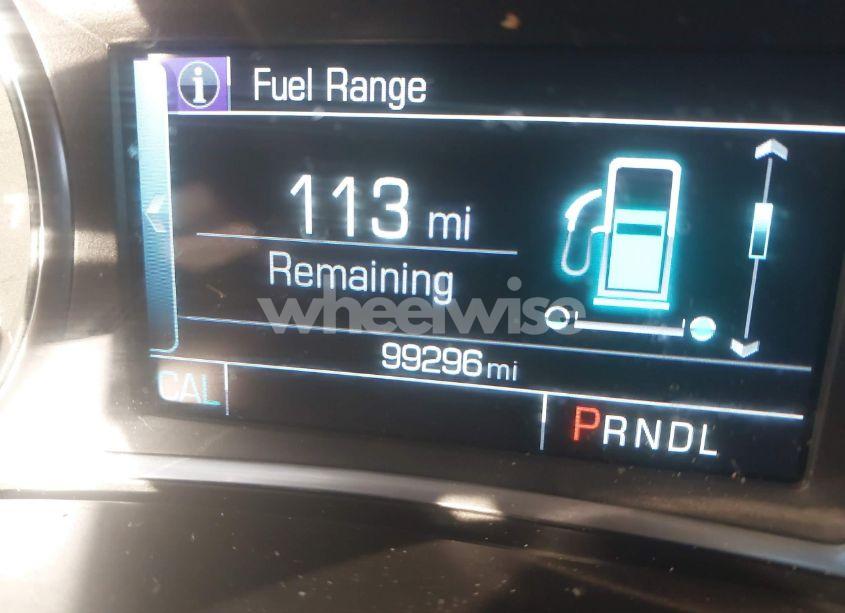 i Fuel Range
113 mi
Remaining
wheelwise
99296 mi
CAL
PRNDL